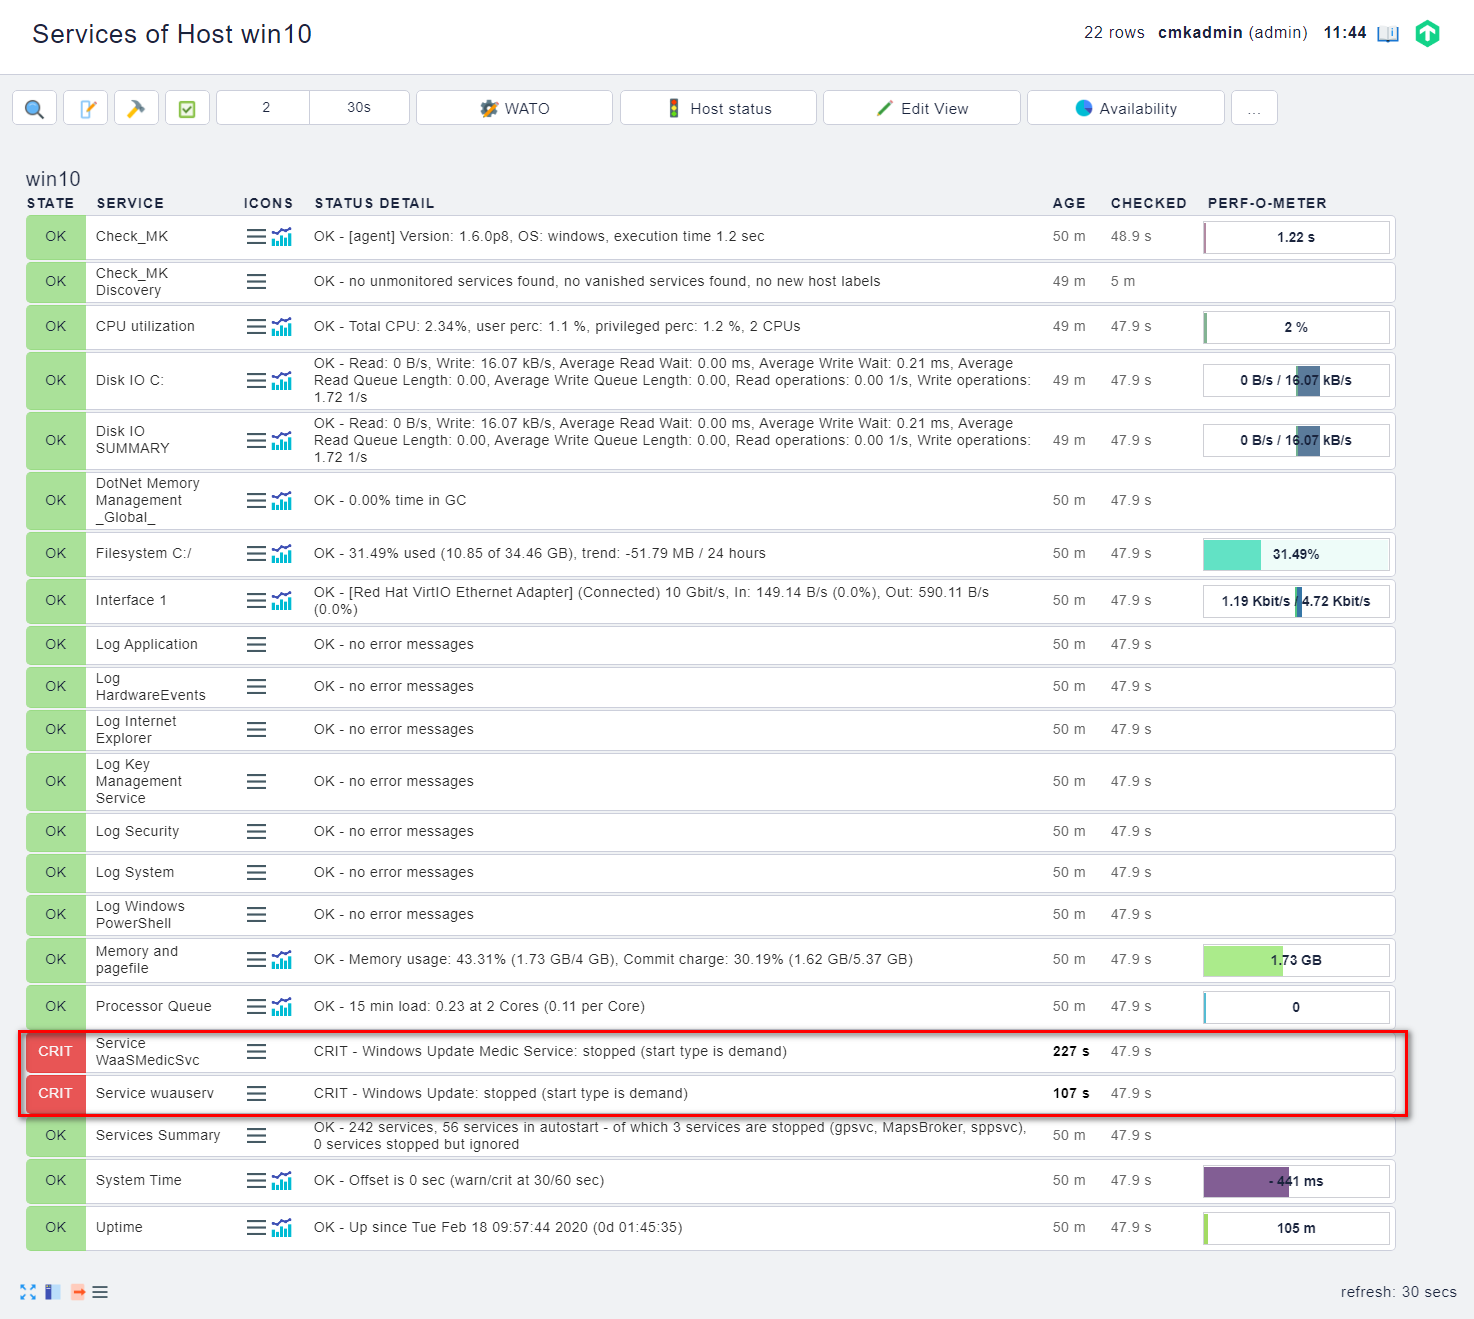 Services of Host win10
22 rows cmkadmin (admin) 11:44
2 30s WATO Host status Edit View Availability ...
win10
STATE SERVICE ICONS STATUS DETAIL AGE CHECKED PERF-O-METER
OK Check_MK OK - [agent] Version: 1.6.0p8, OS: windows, execution time 1.2 sec 50 m 48.9 s 1.22 s
OK Check_MK
Discovery OK - no unmonitored services found, no vanished services found, no new host labels 49 m 5 m
OK CPU utilization OK - Total CPU: 2.34%, user perc: 1.1 %, privileged perc: 1.2 %, 2 CPUs 49 m 47.9 s 2 %
OK Disk IO C: OK - Read: 0 B/s, Write: 16.07 kB/s, Average Read Wait: 0.00 ms, Average Write Wait: 0.21 ms, Average
Read Queue Length: 0.00, Average Write Queue Length: 0.00, Read operations: 0.00 1/s, Write operations:
1.72 1/s 49 m 47.9 s 0 B/s / 16.07 kB/s
OK Disk IO
SUMMARY OK - Read: 0 B/s, Write: 16.07 kB/s, Average Read Wait: 0.00 ms, Average Write Wait: 0.21 ms, Average
Read Queue Length: 0.00, Average Write Queue Length: 0.00, Read operations: 0.00 1/s, Write operations:
1.72 1/s 49 m 47.9 s 0 B/s / 16.07 kB/s
OK DotNet Memory
Management
_Global_ OK - 0.00% time in GC 50 m 47.9 s
OK Filesystem C:/ OK - 31.49% used (10.85 of 34.46 GB), trend: -51.79 MB / 24 hours 50 m 47.9 s 31.49%
OK Interface 1 OK - [Red Hat VirtIO Ethernet Adapter] (Connected) 10 Gbit/s, In: 149.14 B/s (0.0%), Out: 590.11 B/s
(0.0%) 50 m 47.9 s 1.19 Kbit/s / 4.72 Kbit/s
OK Log Application OK - no error messages 50 m 47.9 s
OK Log
HardwareEvents OK - no error messages 50 m 47.9 s
OK Log Internet
Explorer OK - no error messages 50 m 47.9 s
OK Log Key
Management
Service OK - no error messages 50 m 47.9 s
OK Log Security OK - no error messages 50 m 47.9 s
OK Log System OK - no error messages 50 m 47.9 s
OK Log Windows
PowerShell OK - no error messages 50 m 47.9 s
OK Memory and
pagefile OK - Memory usage: 43.31% (1.73 GB/4 GB), Commit charge: 30.19% (1.62 GB/5.37 GB) 50 m 47.9 s 1.73 GB
OK Processor Queue OK - 15 min load: 0.23 at 2 Cores (0.11 per Core) 50 m 47.9 s 0
CRIT Service
WaaSMedicSvc CRIT - Windows Update Medic Service: stopped (start type is demand) 227 s 47.9 s
CRIT Service wuauserv CRIT - Windows Update: stopped (start type is demand) 107 s 47.9 s
OK Services Summary OK - 242 services, 56 services in autostart - of which 3 services are stopped (gpsvc, MapsBroker, sppsvc),
0 services stopped but ignored 50 m 47.9 s
OK System Time OK - Offset is 0 sec (warn/crit at 30/60 sec) 50 m 47.9 s - 441 ms
OK Uptime OK - Up since Tue Feb 18 09:57:44 2020 (0d 01:45:35) 50 m 47.9 s 105 m
refresh: 30 secs